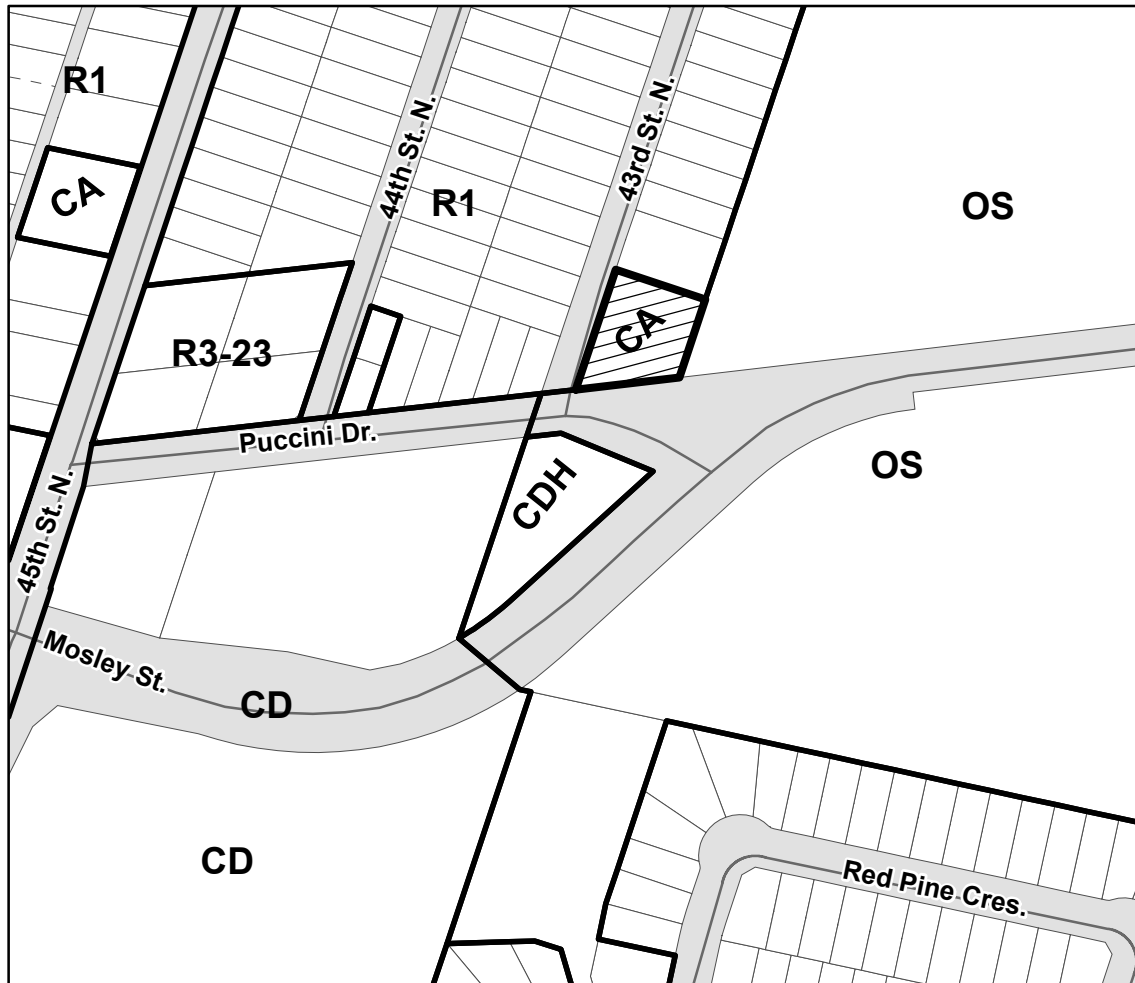 R1
CA
44th St. N.
R1
43rd St. N.
OS
CA
R3-23
Puccini Dr.
OS
CDH
45th St. N.
Mosley St.
CD
CD
Red Pine Cres.